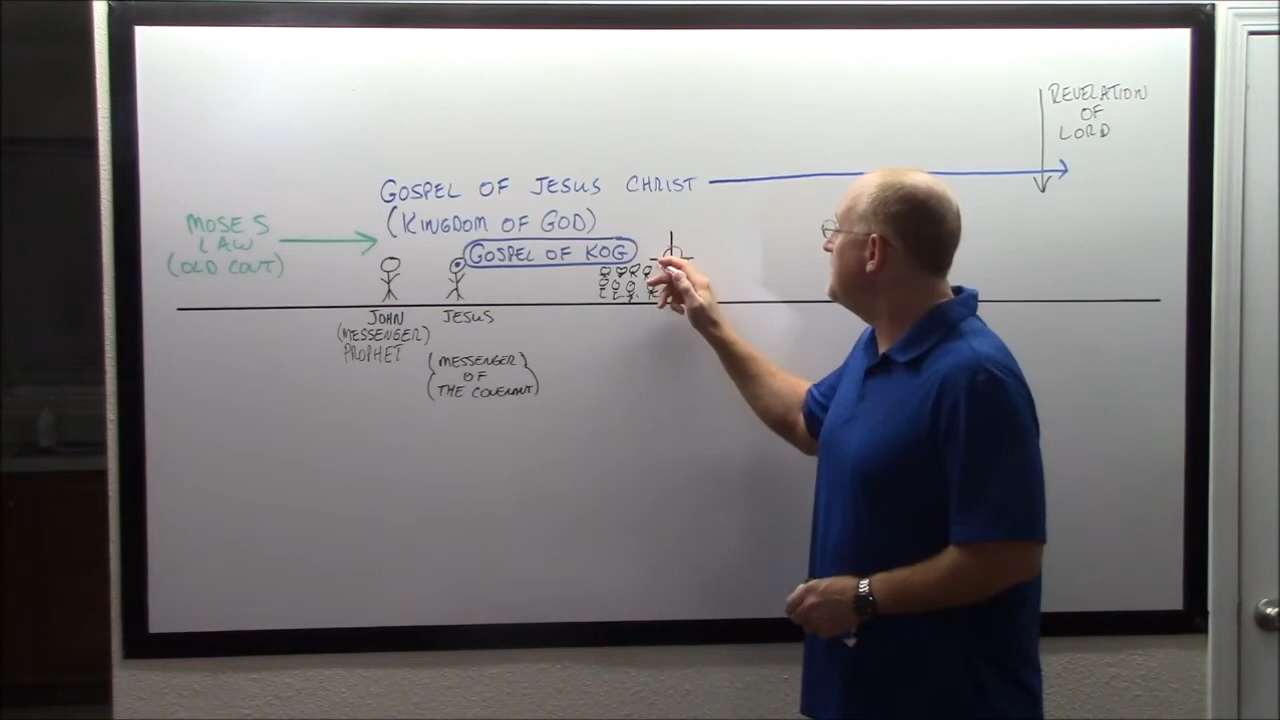 REVELATION
OF
LORD
GOSPEL OF JESUS CHRIST
(KINGDOM OF GOD)
GOSPEL OF KOG
MOSES
LAW
(OLD COVT)
JOHN
(MESSENGER)
PROPHET
JESUS
(MESSENGER)
OF
(THE COVENANT)